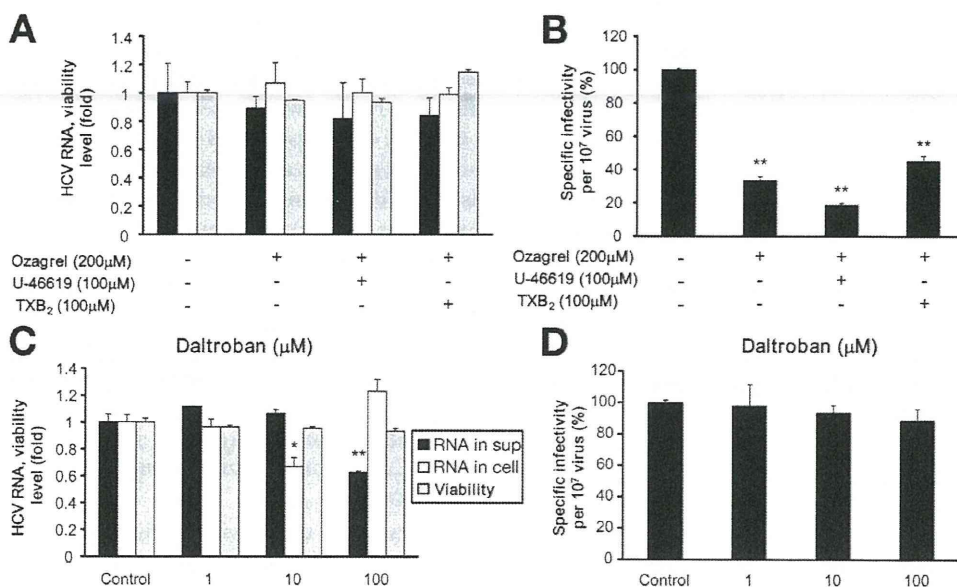 A
HCV RNA, viability
level (fold)
1.4
1.2
1
0.8
0.6
0.4
0.2
0
Ozagrel (200μM) - + + +
U-46619 (100μM) - - + -
TXB2 (100μM) - - - +
B
Specific infectivity
per 10⁷ virus (%)
120
100
80
60
40
20
0
**
**
**
Ozagrel (200μM) - + + +
U-46619 (100μM) - - + -
TXB₂ (100μM) - - - +
C
Daltroban (μM)
HCV RNA, viability
level (fold)
1.4
1.2
1
0.8
0.6
0.4
0.2
0
*
**
RNA in sup
RNA in cell
Viability
Control 1 10 100
D
Daltroban (μM)
Specific infectivity
per 10⁷ virus (%)
120
100
80
60
40
20
0
Control 1 10 100